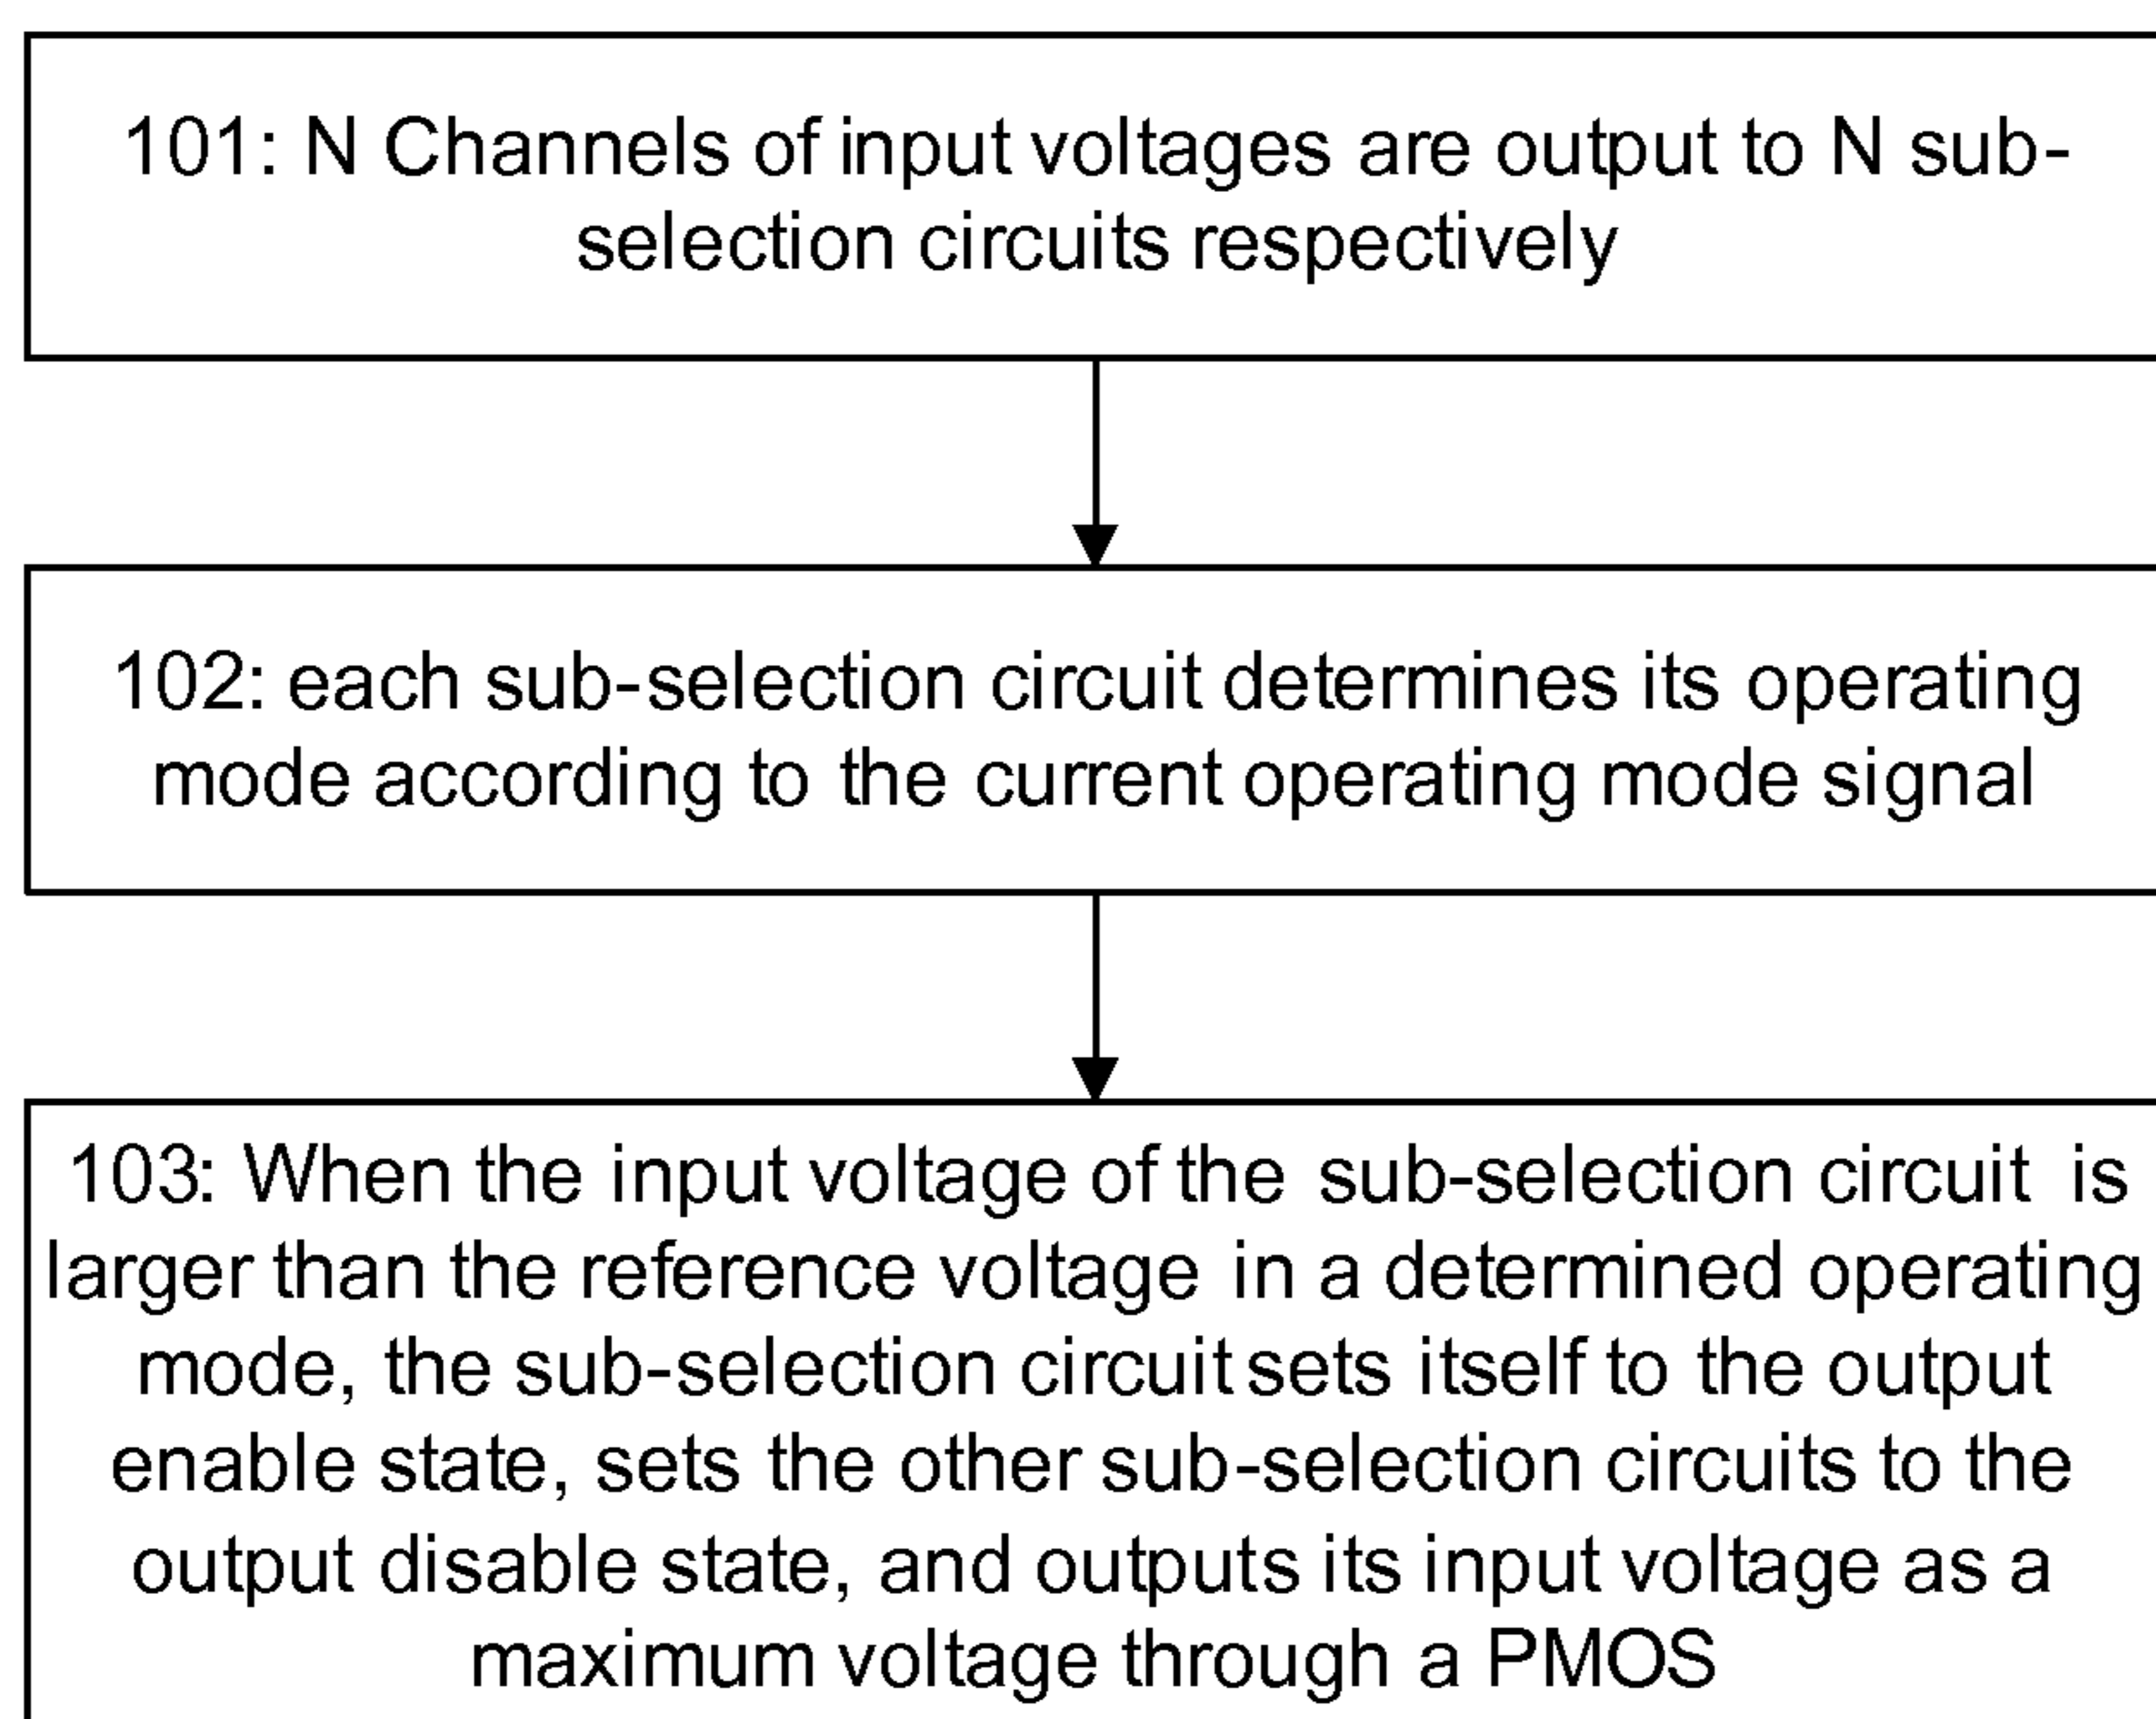 101: N Channels of input voltages are output to N sub-
selection circuits respectively
102: each sub-selection circuit determines its operating
mode according to the current operating mode signal
103: When the input voltage of the sub-selection circuit is
larger than the reference voltage in a determined operating
mode, the sub-selection circuit sets itself to the output
enable state, sets the other sub-selection circuits to the
output disable state, and outputs its input voltage as a
maximum voltage through a PMOS